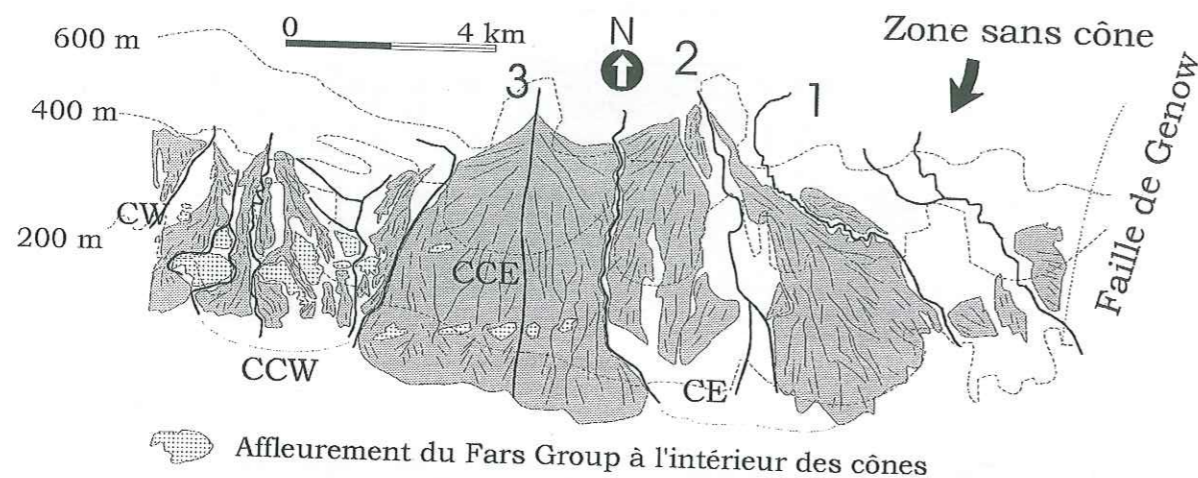 600 m
0 4 km
N
Zone sans cône
3
2
1
400 m
CW
200 m
CCE
Faille de Genow
CCW
CE
Affleurement du Fars Group à l'intérieur des cônes